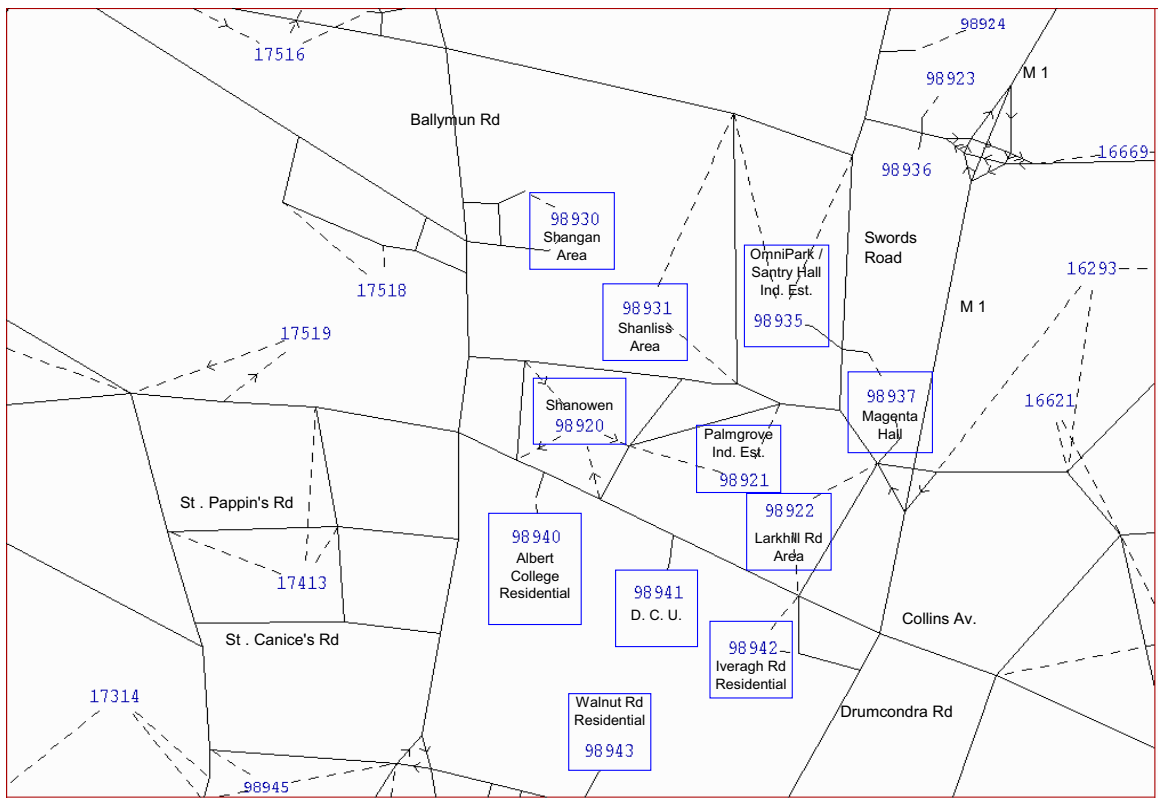 98924
17516
M 1
98923
Ballymun Rd
16669
98936
98930
Shangan
Area
Swords
Road
OmniPark /
Santry Hall
Ind. Est.
16293
17518
98931
Shanliss
Area
98935
M 1
17519
98937
Magenta
Hall
16621
Shanowen
98920
Palmgrove
Ind. Est.
98921
St . Pappin's Rd
98922
Larkhill Rd
Area
98940
Albert
College
Residential
17413
98941
D. C. U.
Collins Av.
St . Canice's Rd
98942
Iveragh Rd
Residential
17314
Walnut Rd
Residential
98943
Drumcondra Rd
98945